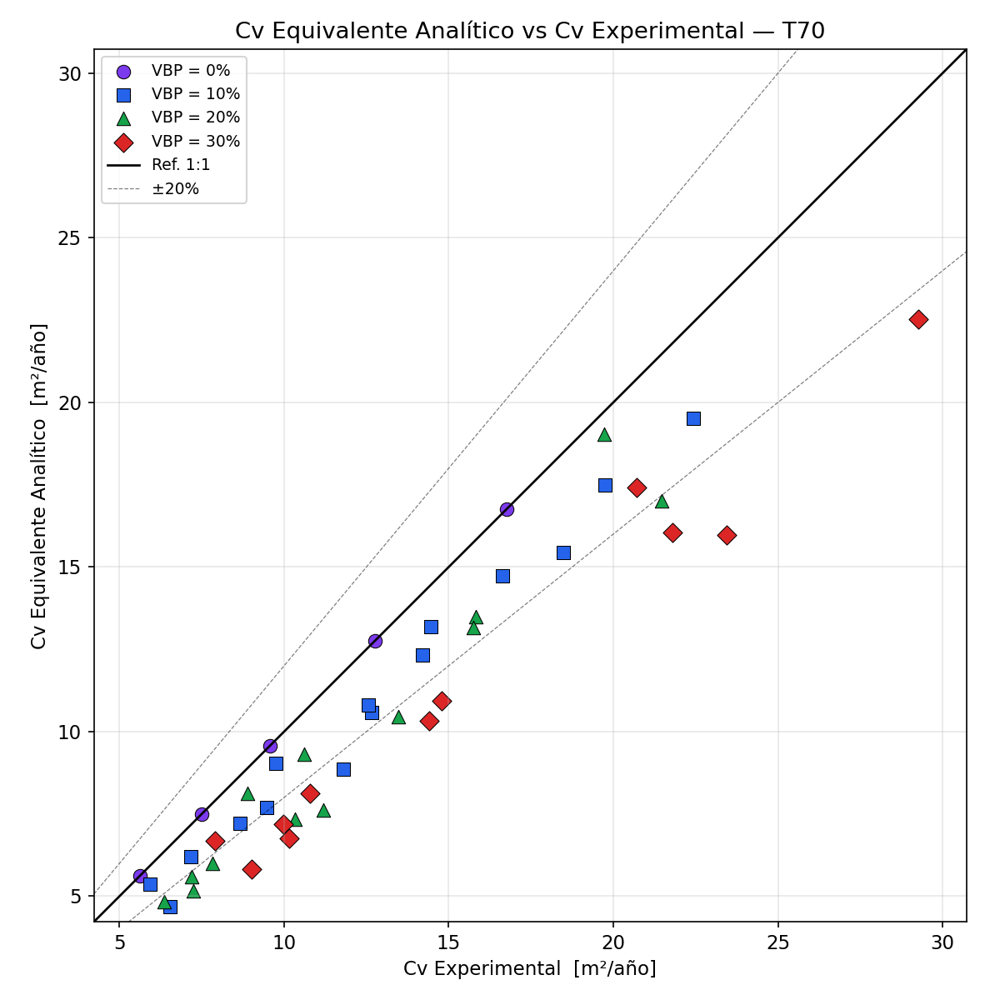 Cv Equivalente Analítico vs Cv Experimental — T70
VBP = 0%
VBP = 10%
VBP = 20%
VBP = 30%
Ref. 1:1
±20%
Cv Equivalente Analítico [m²/año]
30
25
20
15
10
5
5
10
15
20
25
30
Cv Experimental [m²/año]